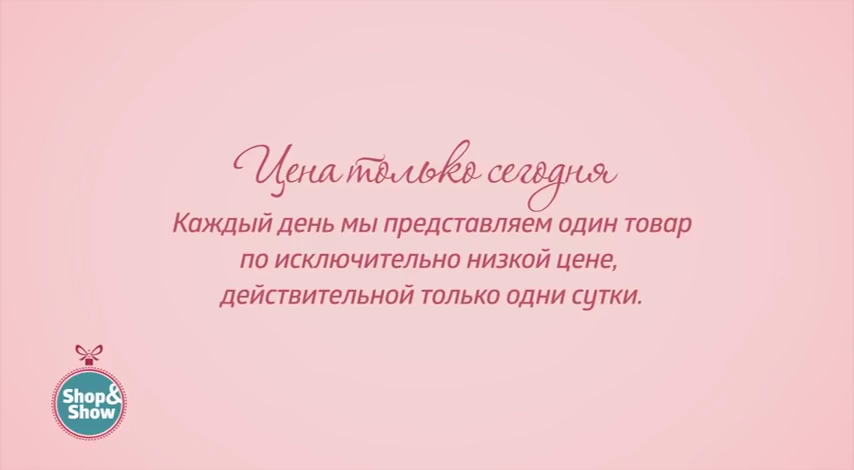 Цена только сегодня
Каждый день мы представляем один товар
по исключительно низкой цене,
действительной только одни сутки.
Shop&
Show